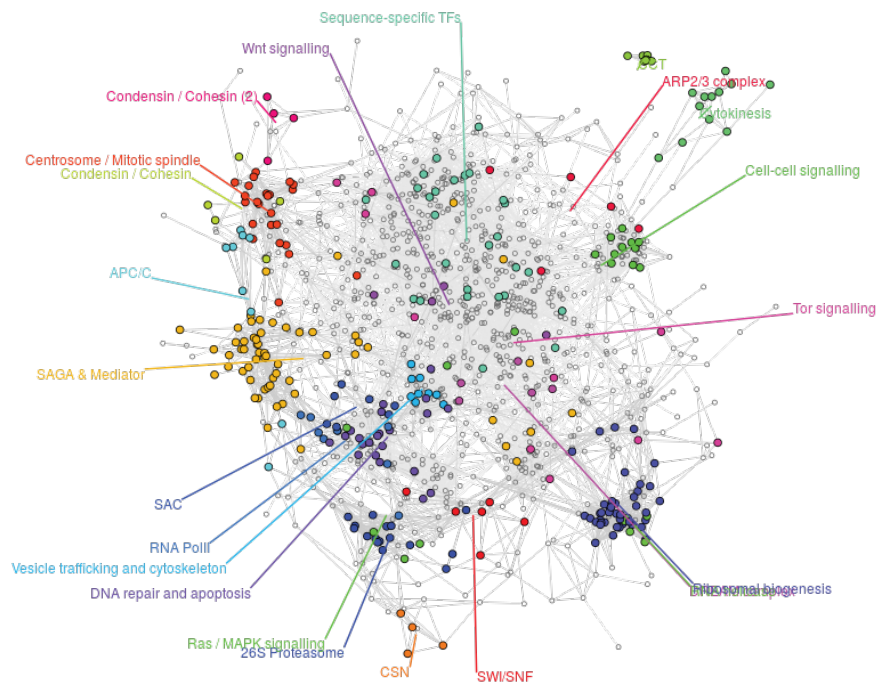 Sequence-specific TFs
Wnt signalling
CCT
ARP2/3 complex
Condensin / Cohesin (2)
Cytokinesis
Centrosome / Mitotic spindle
Condensin / Cohesin
Cell-cell signalling
APC/C
Tor signalling
SAGA & Mediator
SAC
RNA PolII
Vesicle trafficking and cytoskeleton
DNA repair and apoptosis
Ribosomal biogenesis
Ras / MAPK signalling
26S Proteasome
CSN
SWI/SNF